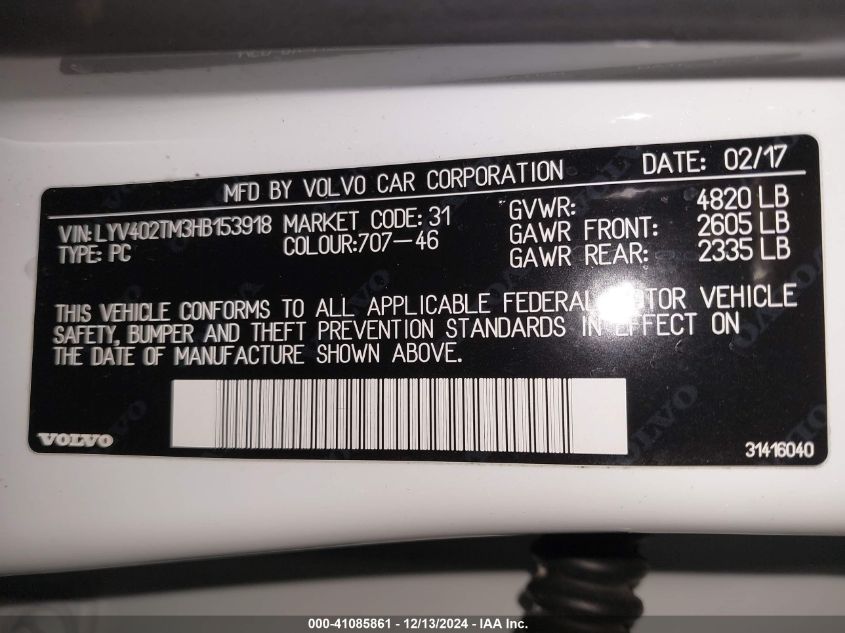 MFD BY VOLVO CAR CORPORATION DATE: 02/17
VIN: LYV402TM3HB153918 MARKET CODE: 31 GVWR: 4820 LB
TYPE: PC COLOUR:707-46 GAWR FRONT: 2605 LB
GAWR REAR: 2335 LB
THIS VEHICLE CONFORMS TO ALL APPLICABLE FEDERAL MOTOR VEHICLE
SAFETY, BUMPER AND THEFT PREVENTION STANDARDS IN EFFECT ON
THE DATE OF MANUFACTURE SHOWN ABOVE.
VOLVO
31416040
000-41085861 - 12/13/2024 - IAA Inc.